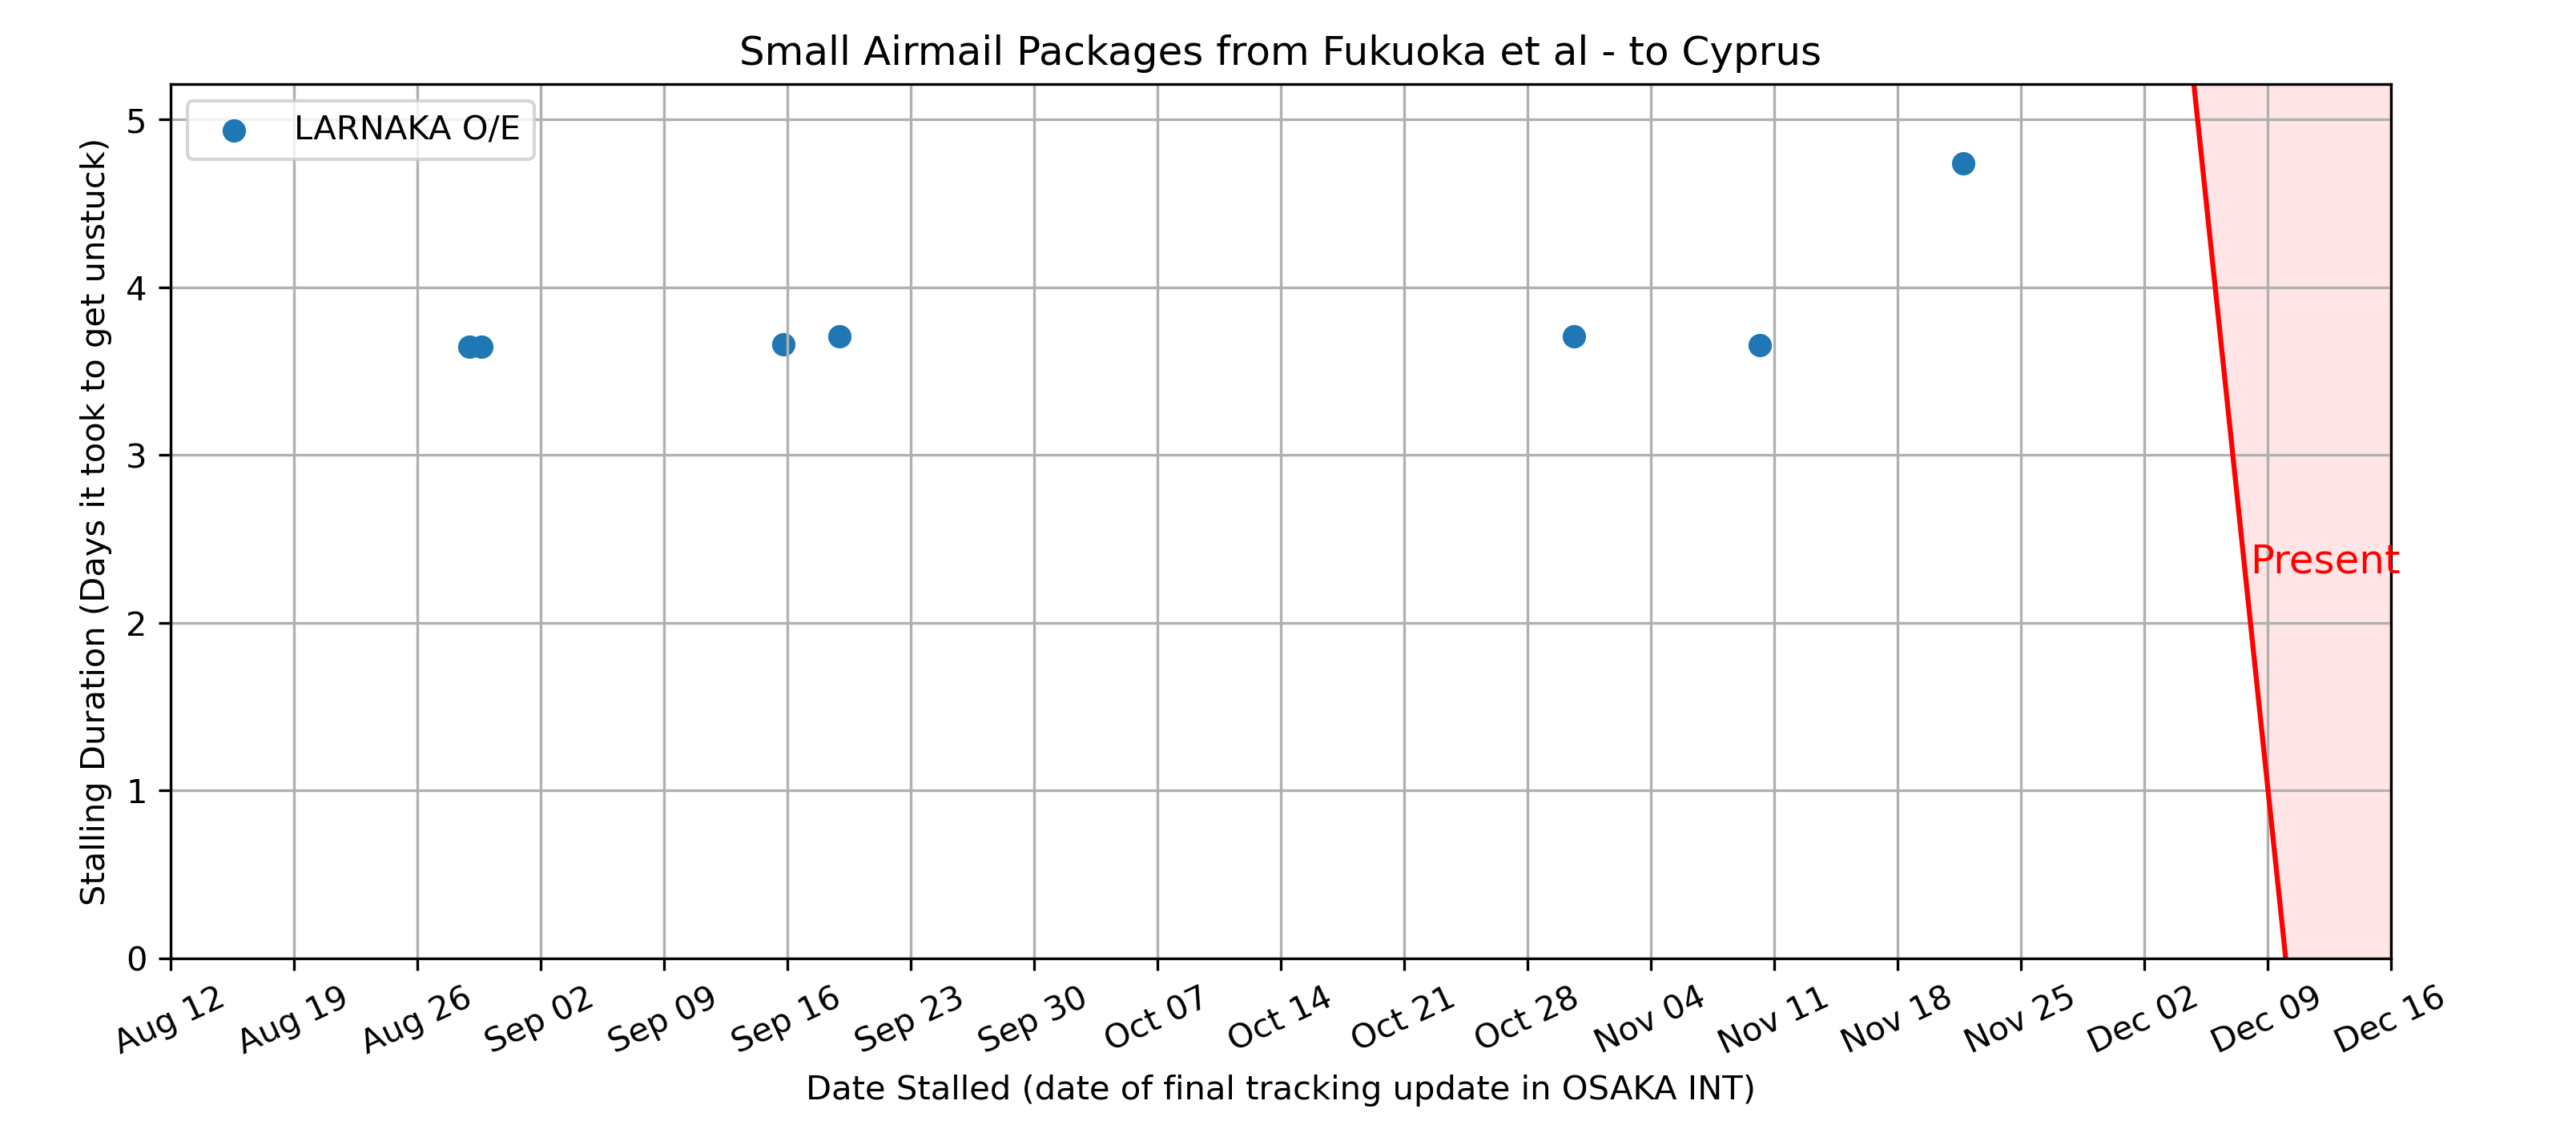 Small Airmail Packages from Fukuoka et al - to Cyprus
LARNAKA O/E
Stalling Duration (Days it took to get unstuck)
5
4
3
2
1
0
Present
Aug 12 Aug 19 Aug 26 Sep 02 Sep 09 Sep 16 Sep 23 Sep 30 Oct 07 Oct 14 Oct 21 Oct 28 Nov 04 Nov 11 Nov 18 Nov 25 Dec 02 Dec 09 Dec 16
Date Stalled (date of final tracking update in OSAKA INT)